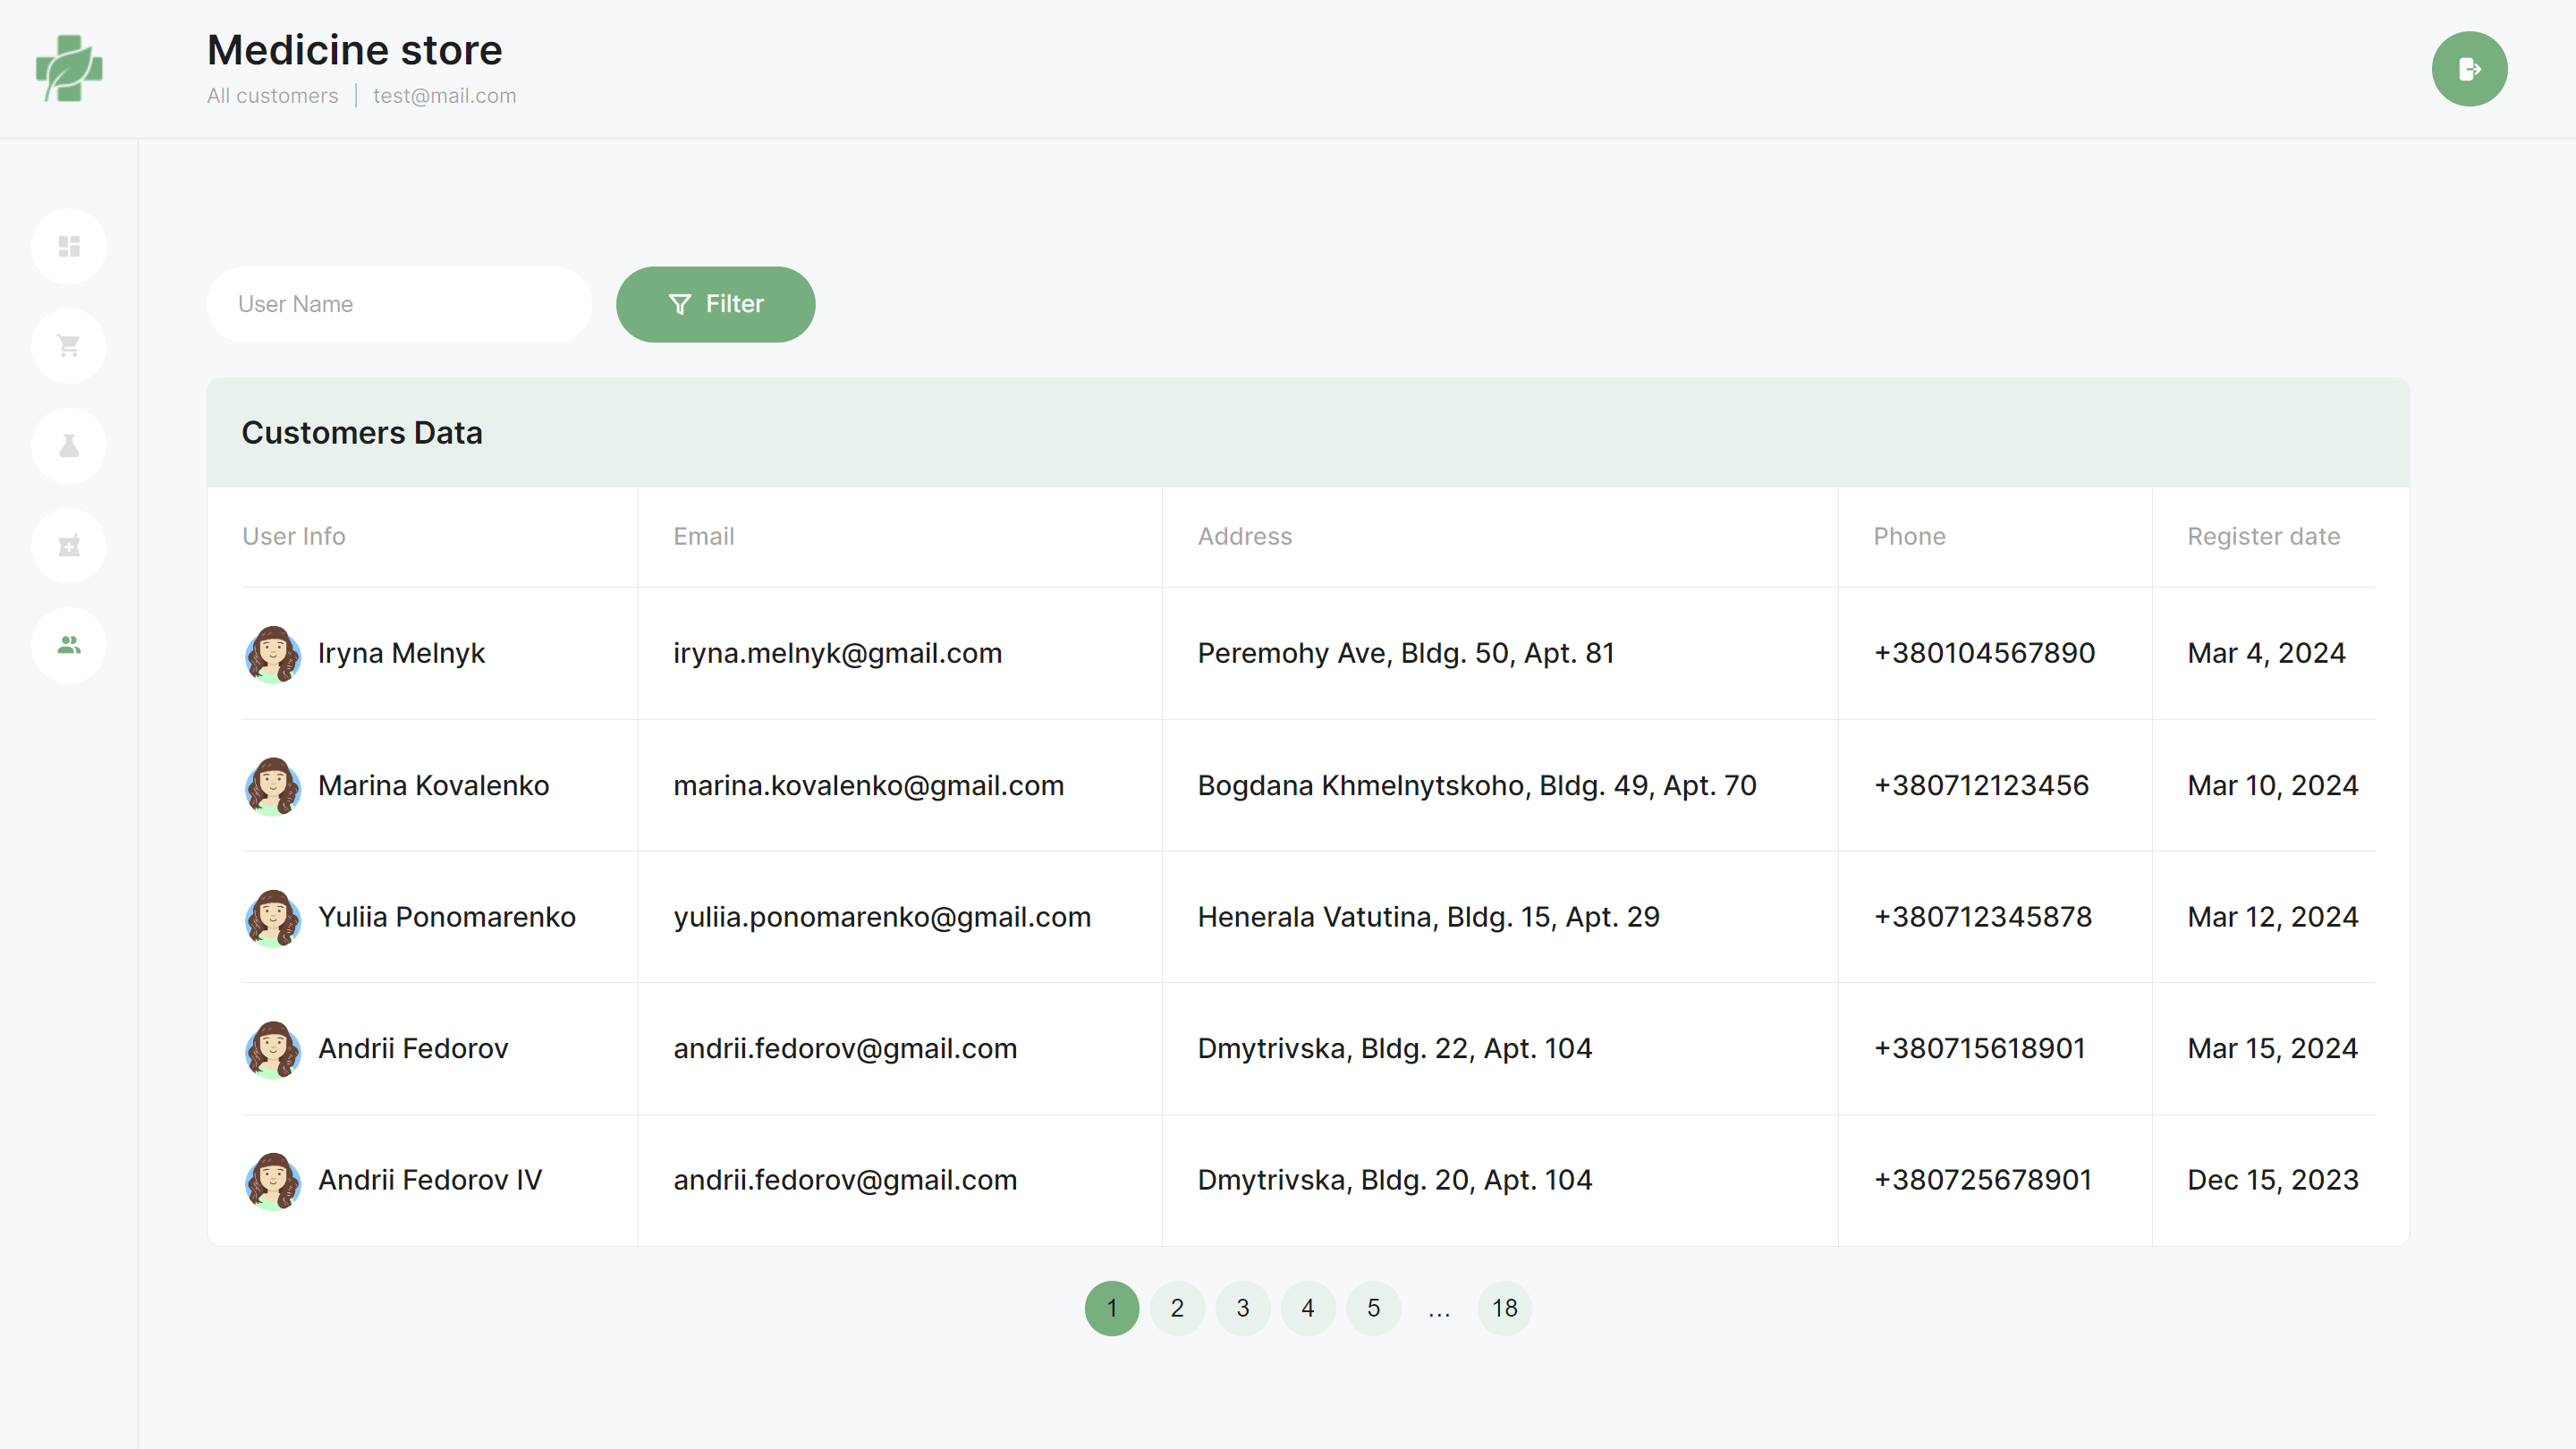 Medicine store
All customers | test@mail.com
User Name
Filter
Customers Data
User Info Email Address Phone Register date
Iryna Melnyk iryna.melnyk@gmail.com Peremohy Ave, Bldg. 50, Apt. 81 +380104567890 Mar 4, 2024
Marina Kovalenko marina.kovalenko@gmail.com Bogdana Khmelnytskoho, Bldg. 49, Apt. 70 +380712123456 Mar 10, 2024
Yuliia Ponomarenko yuliia.ponomarenko@gmail.com Henerala Vatutina, Bldg. 15, Apt. 29 +380712345878 Mar 12, 2024
Andrii Fedorov andrii.fedorov@gmail.com Dmytrivska, Bldg. 22, Apt. 104 +380715618901 Mar 15, 2024
Andrii Fedorov IV andrii.fedorov@gmail.com Dmytrivska, Bldg. 20, Apt. 104 +380725678901 Dec 15, 2023
1 2 3 4 5 ... 18